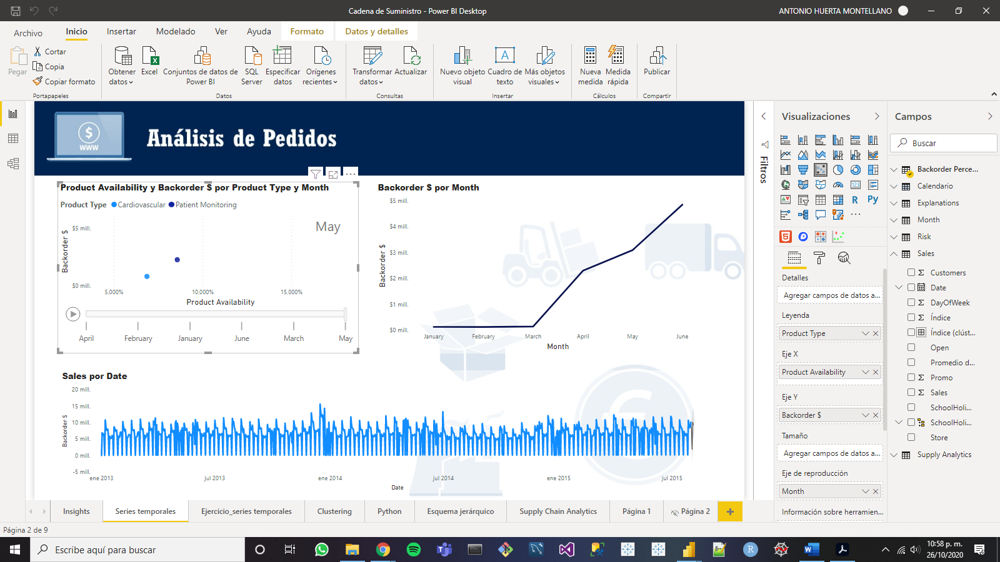 Cadena de Suministro - Power BI Desktop
ANTONIO HUERTA MONTELLANO
Archivo Inicio Insertar Modelado Ver Ayuda Formato Datos y detalles
Pegar
Cortar
Copia
Copiar formato
Portapapeles
Obtener datos
Excel
Conjuntos de datos de Power BI
SQL Server
Especificar datos
Orígenes recientes
Datos
Transformar datos
Actualizar
Consultas
Nuevo objeto visual
Cuadro de texto
Más objetos visuales
Insertar
Nueva medida
Medida rápida
Cálculos
Publicar
Compartir
$
WWW
Análisis de Pedidos
Product Availability y Backorder $ por Product Type y Month
Product Type Cardiovascular Patient Monitoring
May
Backorder $
$5 mill.
$0 mill.
5,000% 10,000% 15,000%
Product Availability
April February January June March May
Backorder $ por Month
Backorder $
$5 mill.
$4 mill.
$3 mill.
$2 mill.
$1 mill.
$0 mill.
January February March April May June
Month
Sales por Date
Backorder $
20 mill.
15 mill.
10 mill.
5 mill.
0 mill.
-5 mill.
ene 2013 jul 2013 ene 2014 jul 2014 ene 2015 jul 2015
Date
Filtros
Visualizaciones
R Py
Detalles
Agregar campos de datos a...
Leyenda
Product Type
Eje X
Product Availability
Eje Y
Backorder $
Tamaño
Agregar campos de datos a...
Eje de reproducción
Month
Información sobre herramien...
Campos
Buscar
Backorder Perce...
Calendario
Explanations
Month
Risk
Sales
Customers
Date
DayOfWeek
Índice
Índice (clúst...
Open
Promedio d...
Promo
Sales
SchoolHoli...
SchoolHoli...
Store
Supply Analytics
Insights Series temporales Ejercicio_series temporales Clustering Python Esquema jerárquico Supply Chain Analytics Página 1 Página 2 +
Página 2 de 9
Escribe aquí para buscar
10:58 p. m.
26/10/2020